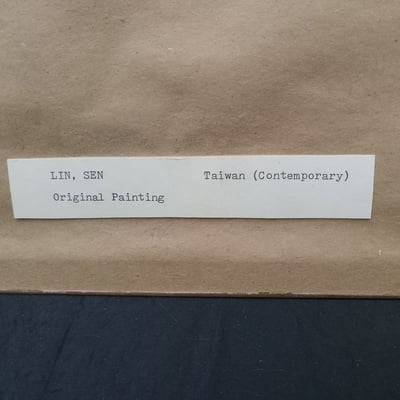 LIN, SEN Taiwan (Contemporary)
Original Painting